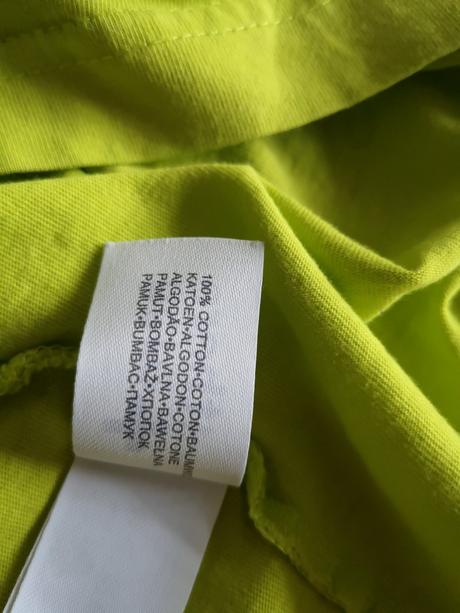 100% COTTON•COTON•BAUMW
KATOEN•ALGODON•COTONE
ALGODÃO•BAVLNA•BAWEŁNA
PAMUT•BOMBAŽ•ХЛОПОК
PAMUK•BUMBAC•ПАМУК